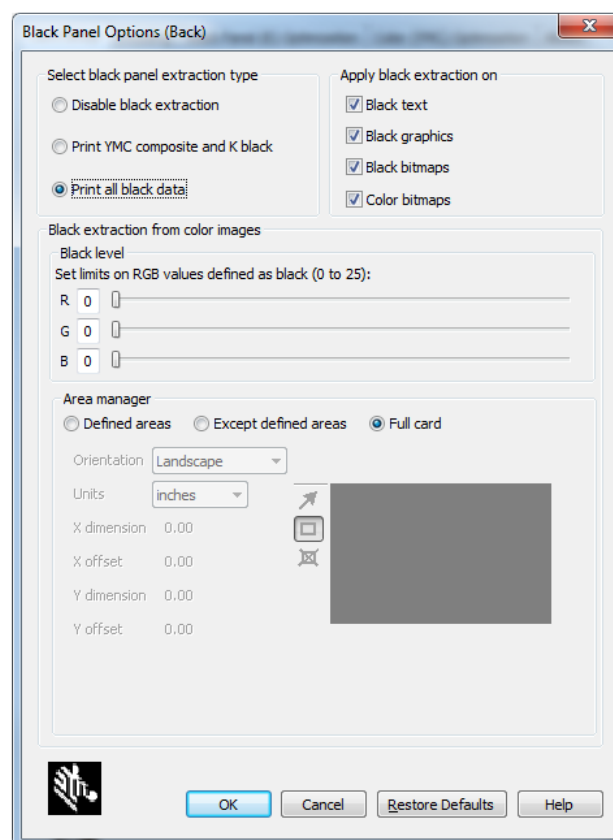 Black Panel Options (Back)
Select black panel extraction type
Disable black extraction
Print YMC composite and K black
Print all black data
Apply black extraction on
Black text
Black graphics
Black bitmaps
Color bitmaps
Black extraction from color images
Black level
Set limits on RGB values defined as black (0 to 25):
R 0
G 0
B 0
Area manager
Defined areas Except defined areas Full card
Orientation Landscape
Units inches
X dimension 0.00
X offset 0.00
Y dimension 0.00
Y offset 0.00
OK Cancel Restore Defaults Help